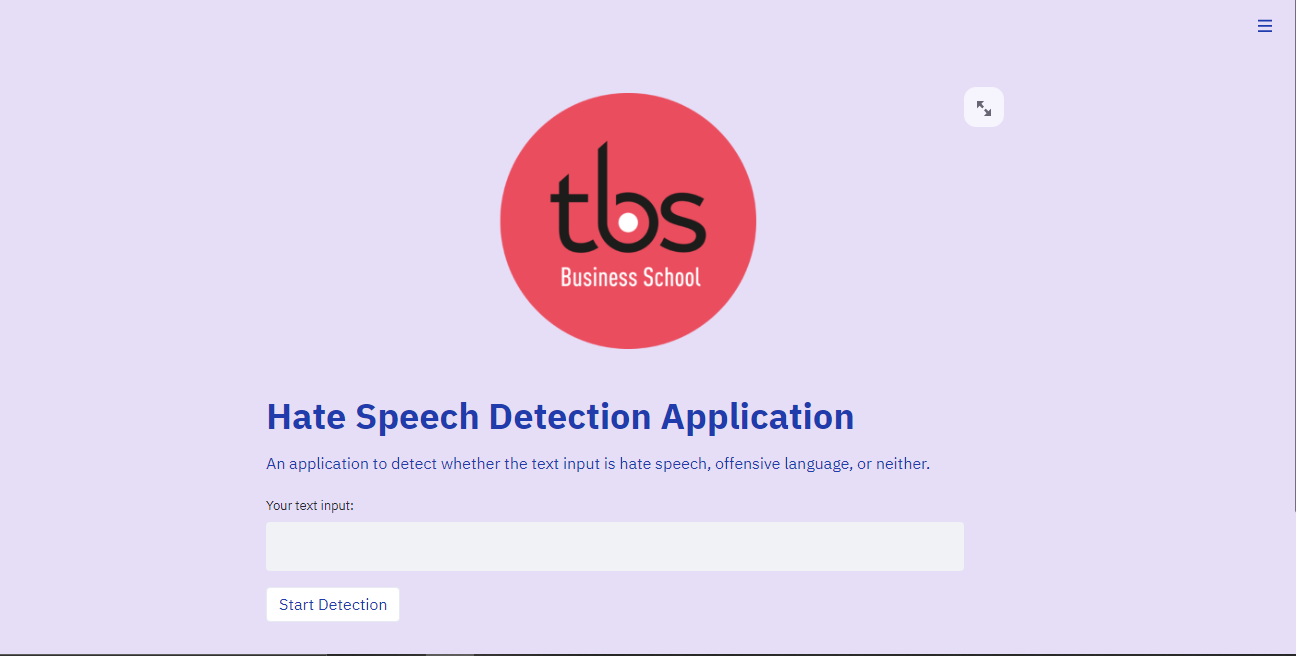 tbs
Business School
Hate Speech Detection Application
An application to detect whether the text input is hate speech, offensive language, or neither.
Your text input:
Start Detection